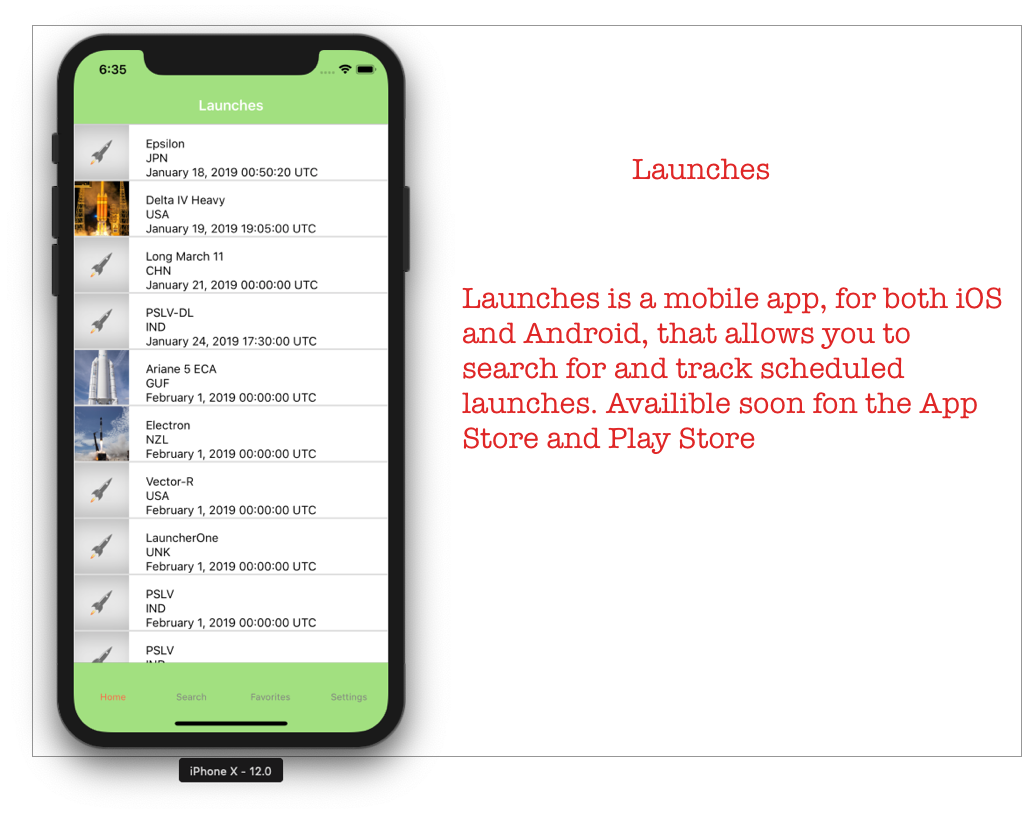 6:35
Launches
Epsilon
JPN
January 18, 2019 00:50:20 UTC
Delta IV Heavy
USA
January 19, 2019 19:05:00 UTC
Long March 11
CHN
January 21, 2019 00:00:00 UTC
PSLV-DL
IND
January 24, 2019 17:30:00 UTC
Ariane 5 ECA
GUF
February 1, 2019 00:00:00 UTC
Electron
NZL
February 1, 2019 00:00:00 UTC
Vector-R
USA
February 1, 2019 00:00:00 UTC
LauncherOne
UNK
February 1, 2019 00:00:00 UTC
PSLV
IND
February 1, 2019 00:00:00 UTC
PSLV
IND
Home Search Favorites Settings
iPhone X - 12.0
Launches
Launches is a mobile app, for both iOS
and Android, that allows you to
search for and track scheduled
launches. Availible soon fon the App
Store and Play Store